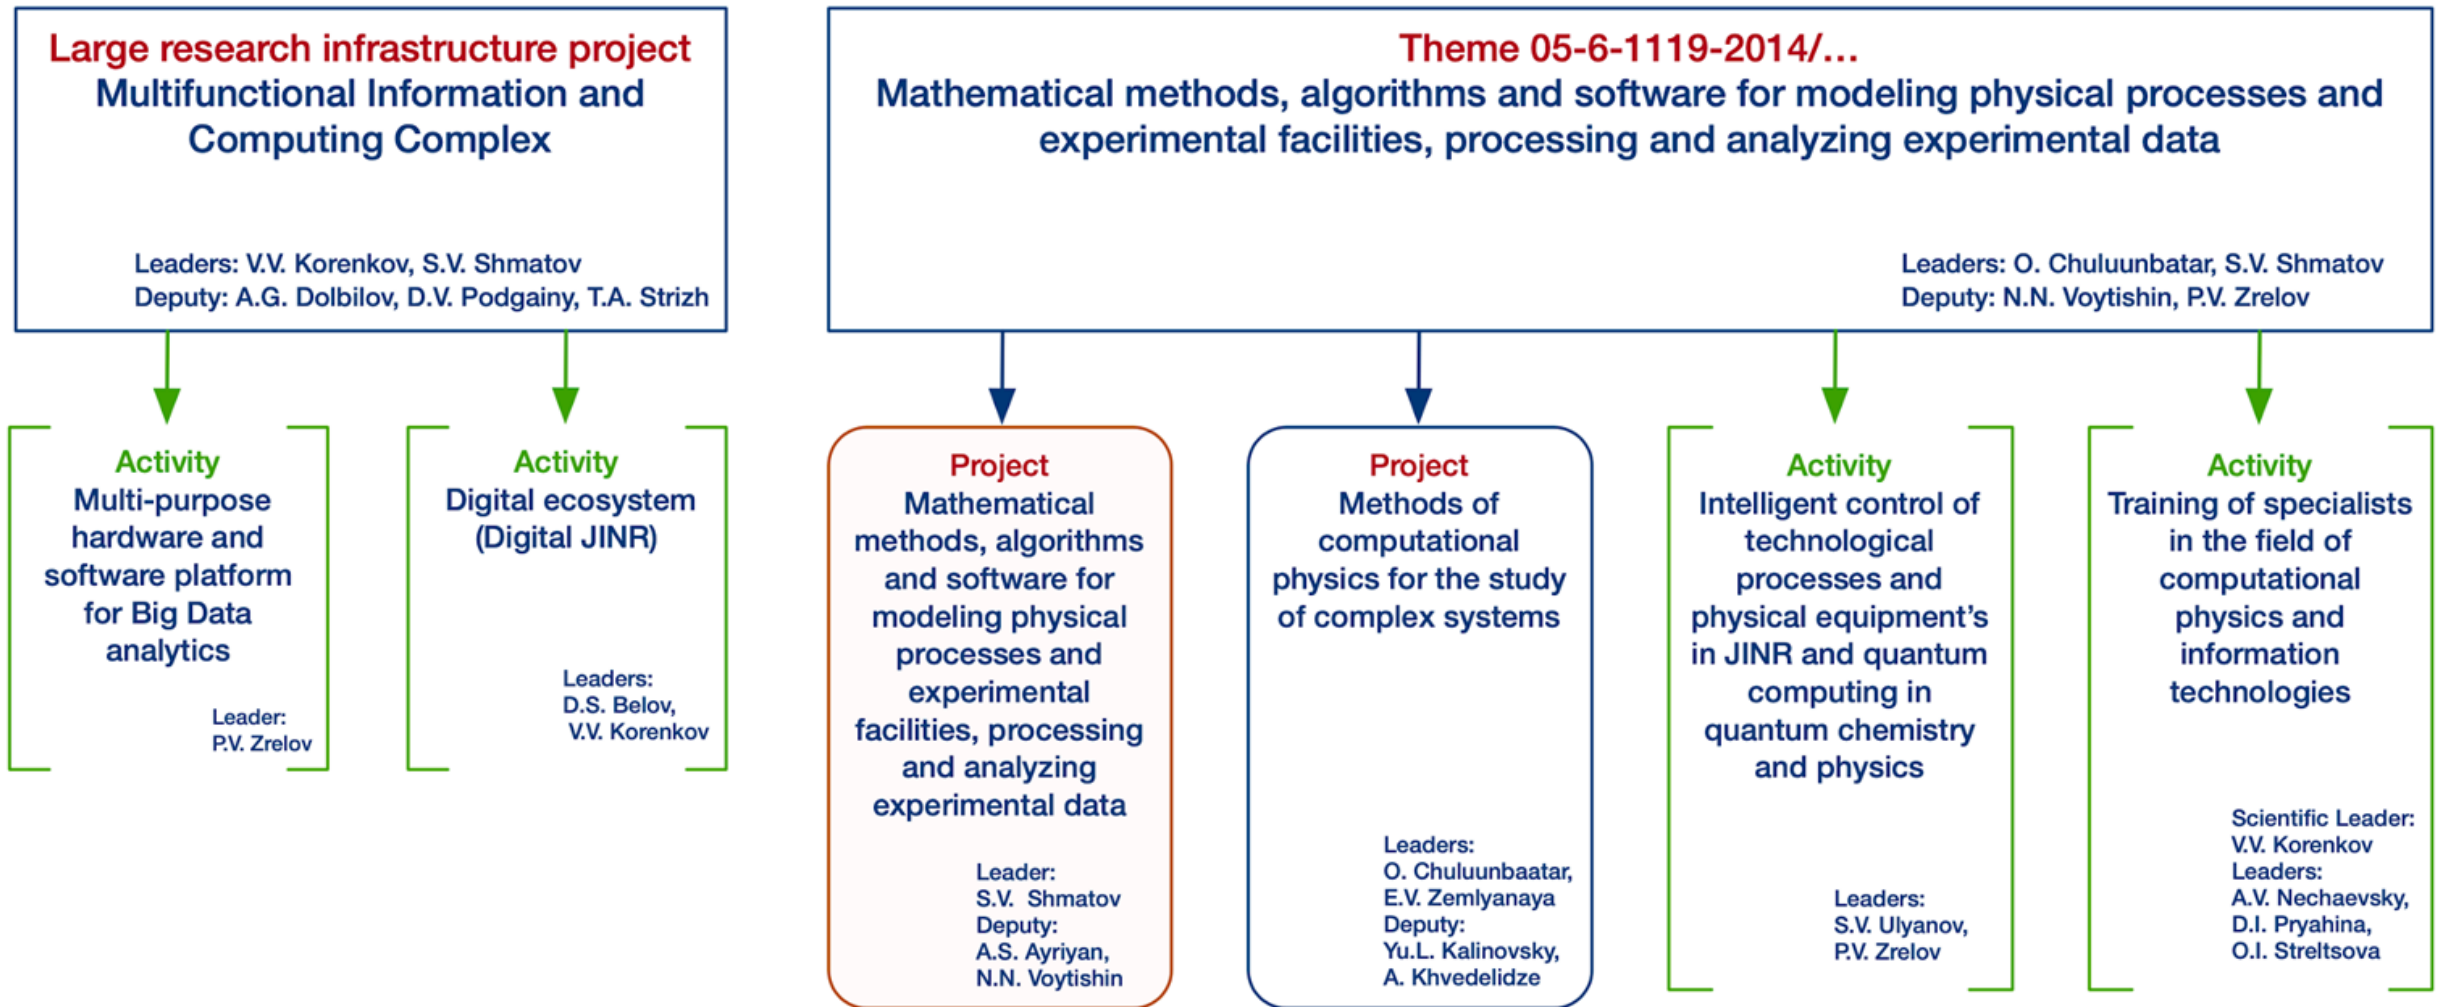 Large research infrastructure project
Multifunctional Information and
Computing Complex
Leaders: V.V. Korenkov, S.V. Shmatov
Deputy: A.G. Dolbilov, D.V. Podgainy, T.A. Strizh
Theme 05-6-1119-2014/...
Mathematical methods, algorithms and software for modeling physical processes and
experimental facilities, processing and analyzing experimental data
Leaders: O. Chuluunbatar, S.V. Shmatov
Deputy: N.N. Voytishin, P.V. Zrelov
Activity
Multi-purpose
hardware and
software platform
for Big Data
analytics
Leader:
P.V. Zrelov
Activity
Digital ecosystem
(Digital JINR)
Leaders:
D.S. Belov,
V.V. Korenkov
Project
Mathematical
methods, algorithms
and software for
modeling physical
processes and
experimental
facilities, processing
and analyzing
experimental data
Leader:
S.V. Shmatov
Deputy:
A.S. Ayriyan,
N.N. Voytishin
Project
Methods of
computational
physics for the study
of complex systems
Leaders:
O. Chuluunbaatar,
E.V. Zemlyanaya
Deputy:
Yu.L. Kalinovsky,
A. Khvedelidze
Activity
Intelligent control of
technological
processes and
physical equipment's
in JINR and quantum
computing in
quantum chemistry
and physics
Leaders:
S.V. Ulyanov,
P.V. Zrelov
Activity
Training of specialists
in the field of
computational
physics and
information
technologies
Scientific Leader:
V.V. Korenkov
Leaders:
A.V. Nechaevsky,
D.I. Pryahina,
O.I. Streltsova